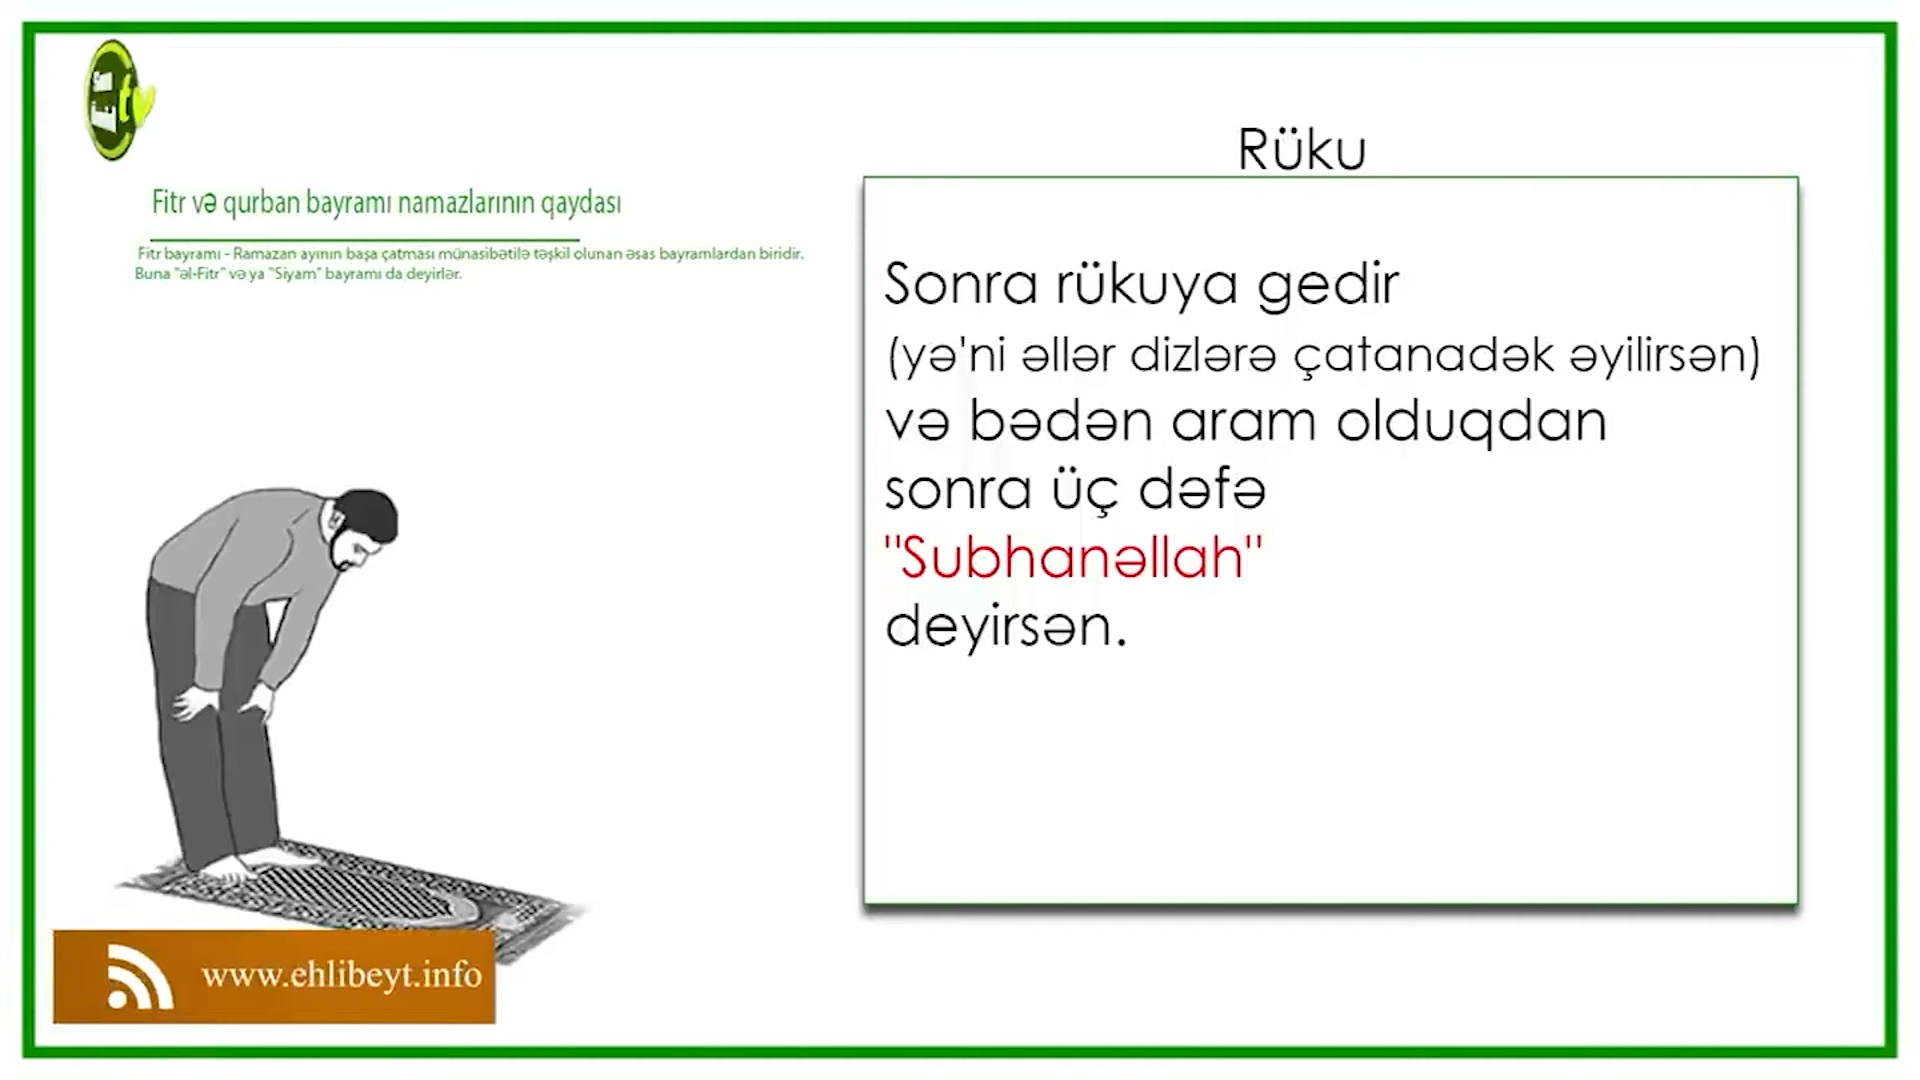 tv
Fitr və qurban bayramı namazlarının qaydası
Fitr bayramı - Ramazan ayının başa çatması münasibətilə təşkil olunan əsas bayramlardan biridir.
Buna "əl-Fitr" və ya "Siyam" bayramı da deyirlər.
Rüku
Sonra rükuya gedir
(yə'ni əllər dizlərə çatanadək əyilirsən)
və bədən aram olduqdan
sonra üç dəfə
"Subhanəllah"
deyirsən.
www.ehlibeyt.info